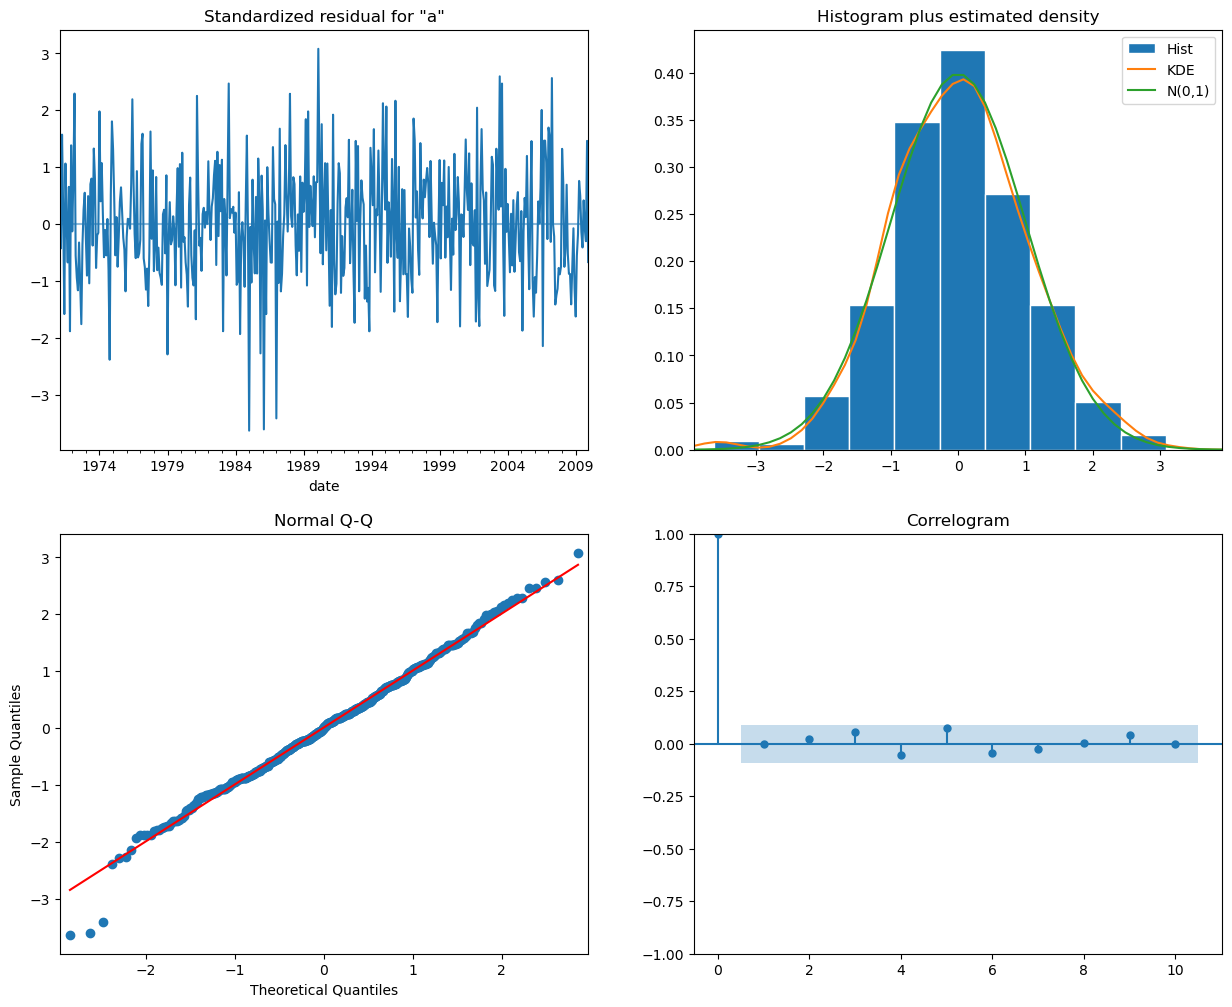 Standardized residual for "a"
3
2
1
0
−1
−2
−3
1974 1979 1984 1989 1994 1999 2004 2009
date
Histogram plus estimated density
Hist
KDE
N(0,1)
0.40
0.35
0.30
0.25
0.20
0.15
0.10
0.05
0.00
−3 −2 −1 0 1 2 3
Normal Q-Q
Sample Quantiles
3
2
1
0
−1
−2
−3
−2 −1 0 1 2
Theoretical Quantiles
Correlogram
1.00
0.75
0.50
0.25
0.00
−0.25
−0.50
−0.75
−1.00
0 2 4 6 8 10